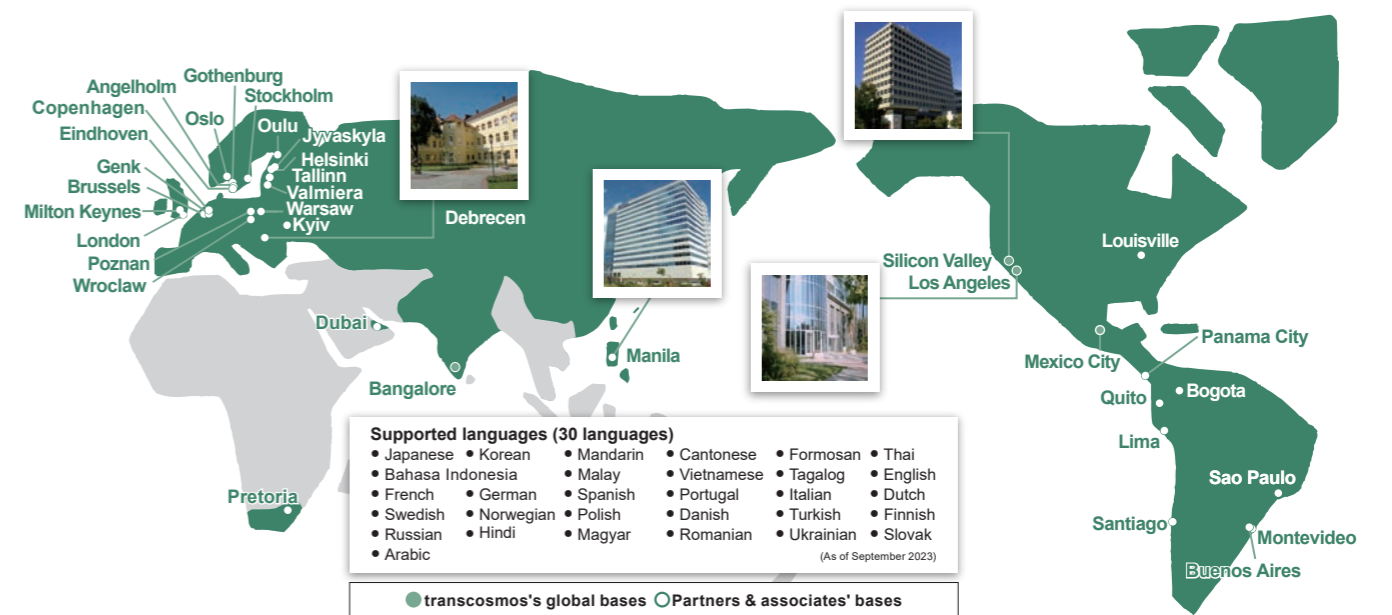 Gothenburg
Angelholm
Stockholm
Copenhagen
Oslo
Oulu
Eindhoven
Jyvaskyla
Helsinki
Genk
Tallinn
Brussels
Valmiera
Milton Keynes
Warsaw
Kyiv
London
Poznan
Wroclaw
Debrecen
Dubai
Manila
Bangalore
Pretoria
Silicon Valley
Los Angeles
Louisville
Mexico City
Panama City
Quito
Bogota
Lima
Sao Paulo
Santiago
Montevideo
Buenos Aires
Supported languages (30 languages)
• Japanese • Korean • Mandarin • Cantonese • Formosan • Thai
• Bahasa Indonesia • Malay • Vietnamese • Tagalog • English
• French • German • Spanish • Portugal • Italian • Dutch
• Swedish • Norwegian • Polish • Danish • Turkish • Finnish
• Russian • Hindi • Magyar • Romanian • Ukrainian • Slovak
• Arabic
(As of September 2023)
transcosmos's global bases Partners & associates' bases